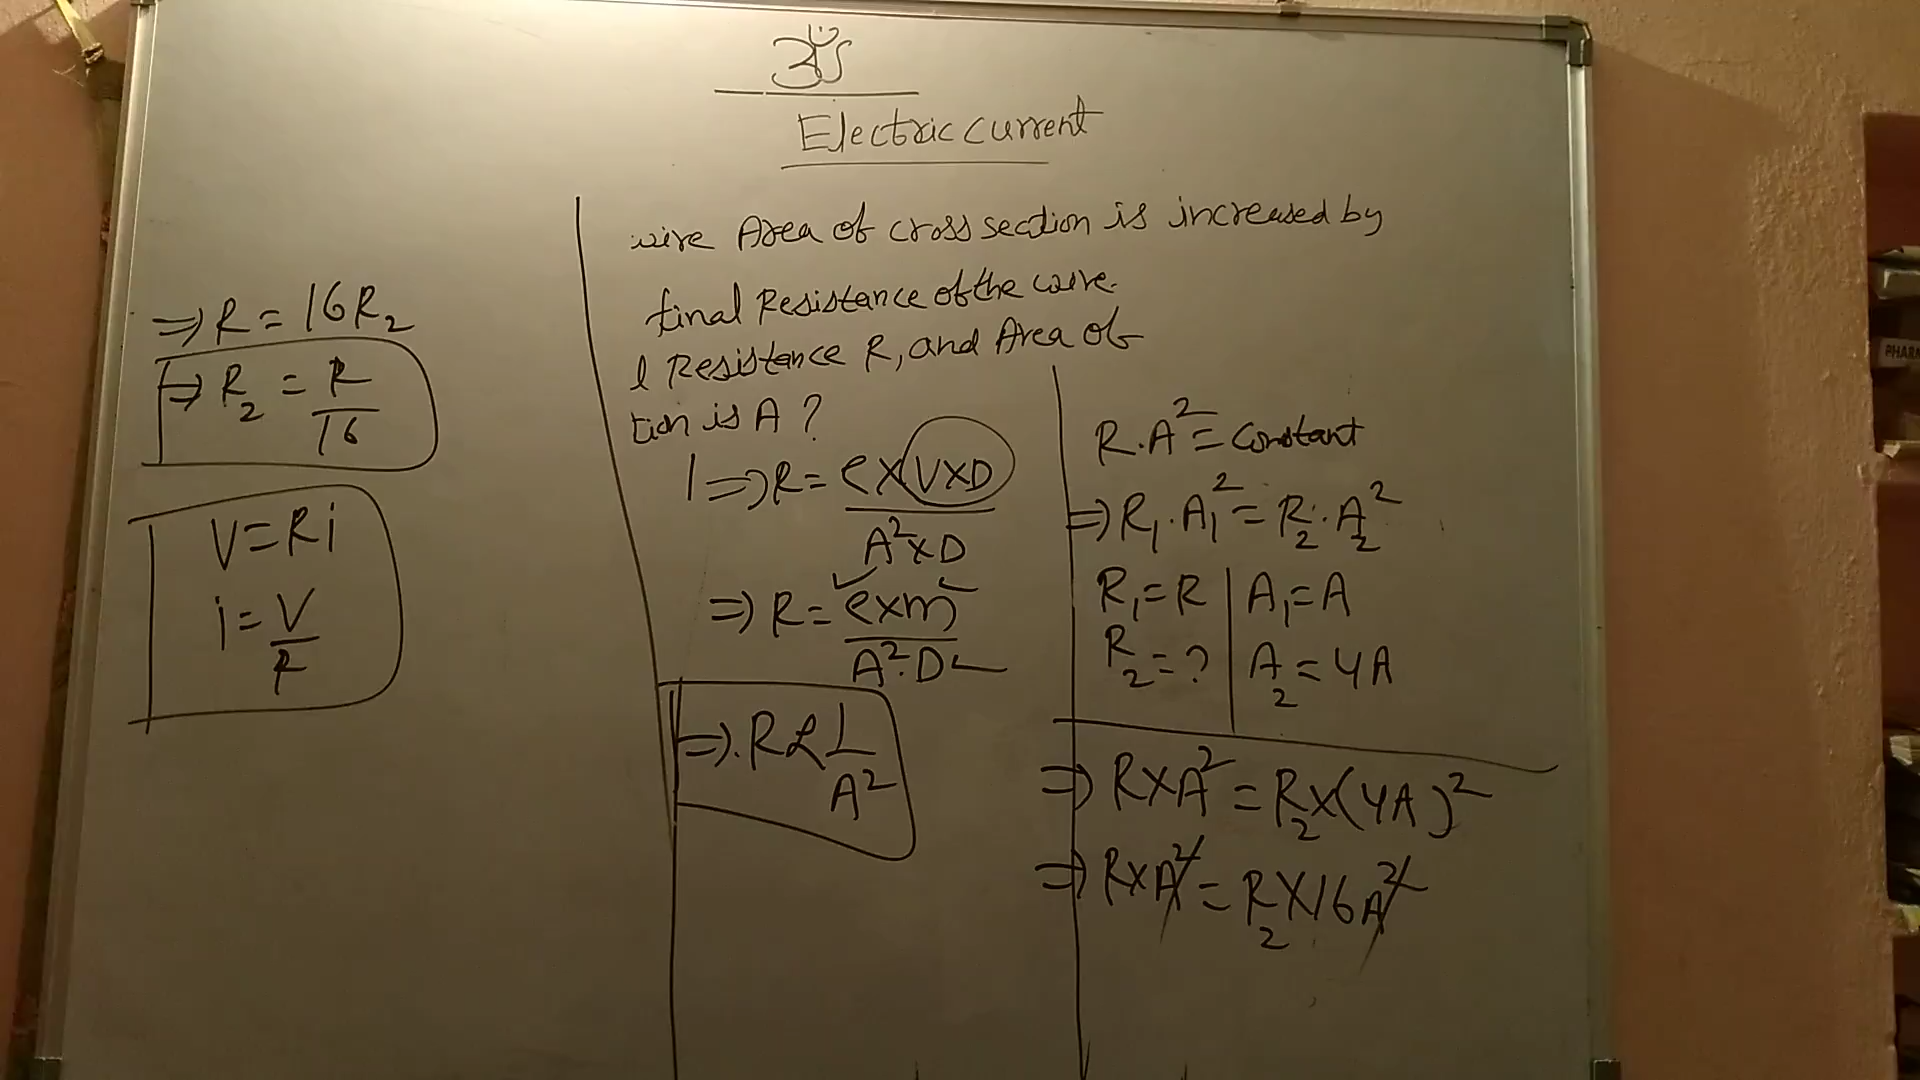 ॐ
Electric current
wire Area of cross section is increased by
final Resistance of the wire.
l Resistance R, and Area of
tion is A ?
1 ⇒ R = ρ×V×D / A²×D
⇒ R = ρ×m / A²·D
⇒ R ∝ 1 / A²
R.A² = constant
⇒ R₁.A₁² = R₂.A₂²
R₁ = R | A₁ = A
R₂ = ? | A₂ = 4A
⇒ R×A² = R₂×(4A)²
⇒ R×A² = R₂×16A²
⇒ R = 16R₂
⇒ R₂ = R / 16
V = Ri
i = V / R
PHARM